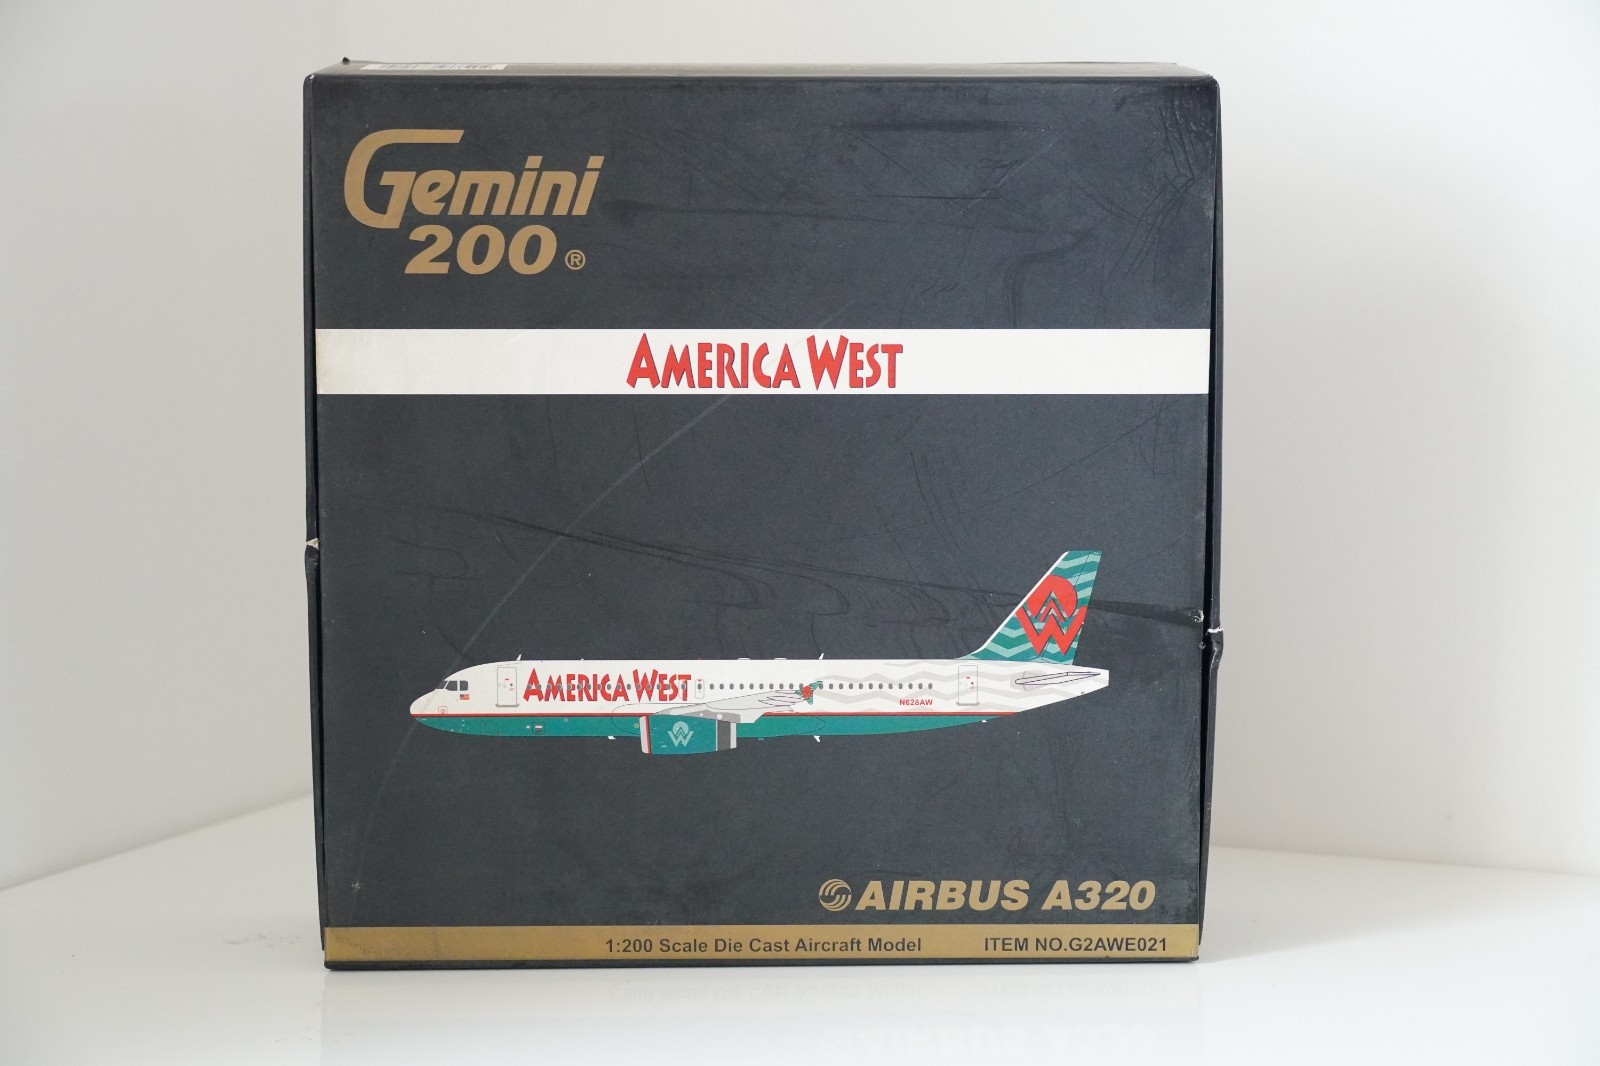 Gemini
200 ®
AMERICA WEST
AMERICA WEST
N628AW
AIRBUS A320
1:200 Scale Die Cast Aircraft Model
ITEM NO.G2AWE021